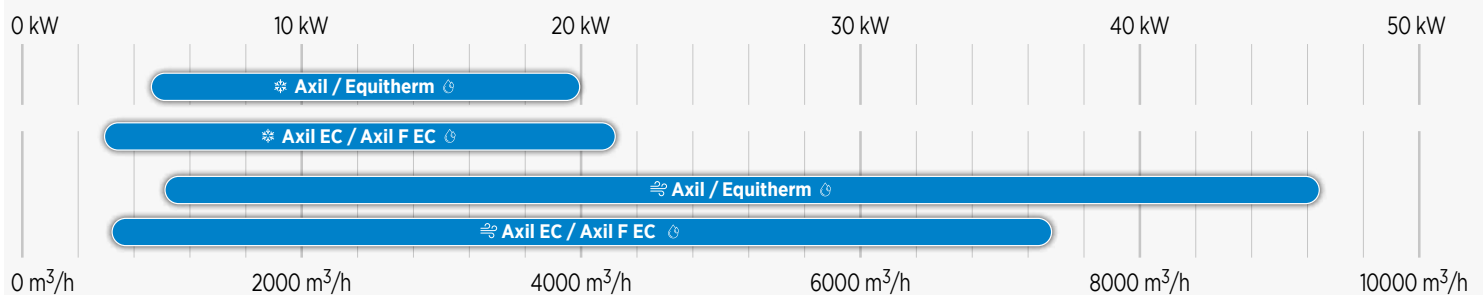 0 kW 10 kW 20 kW 30 kW 40 kW 50 kW
Axil / Equitherm
Axil EC / Axil F EC
Axil / Equitherm
Axil EC / Axil F EC
0 m³/h 2000 m³/h 4000 m³/h 6000 m³/h 8000 m³/h 10000 m³/h